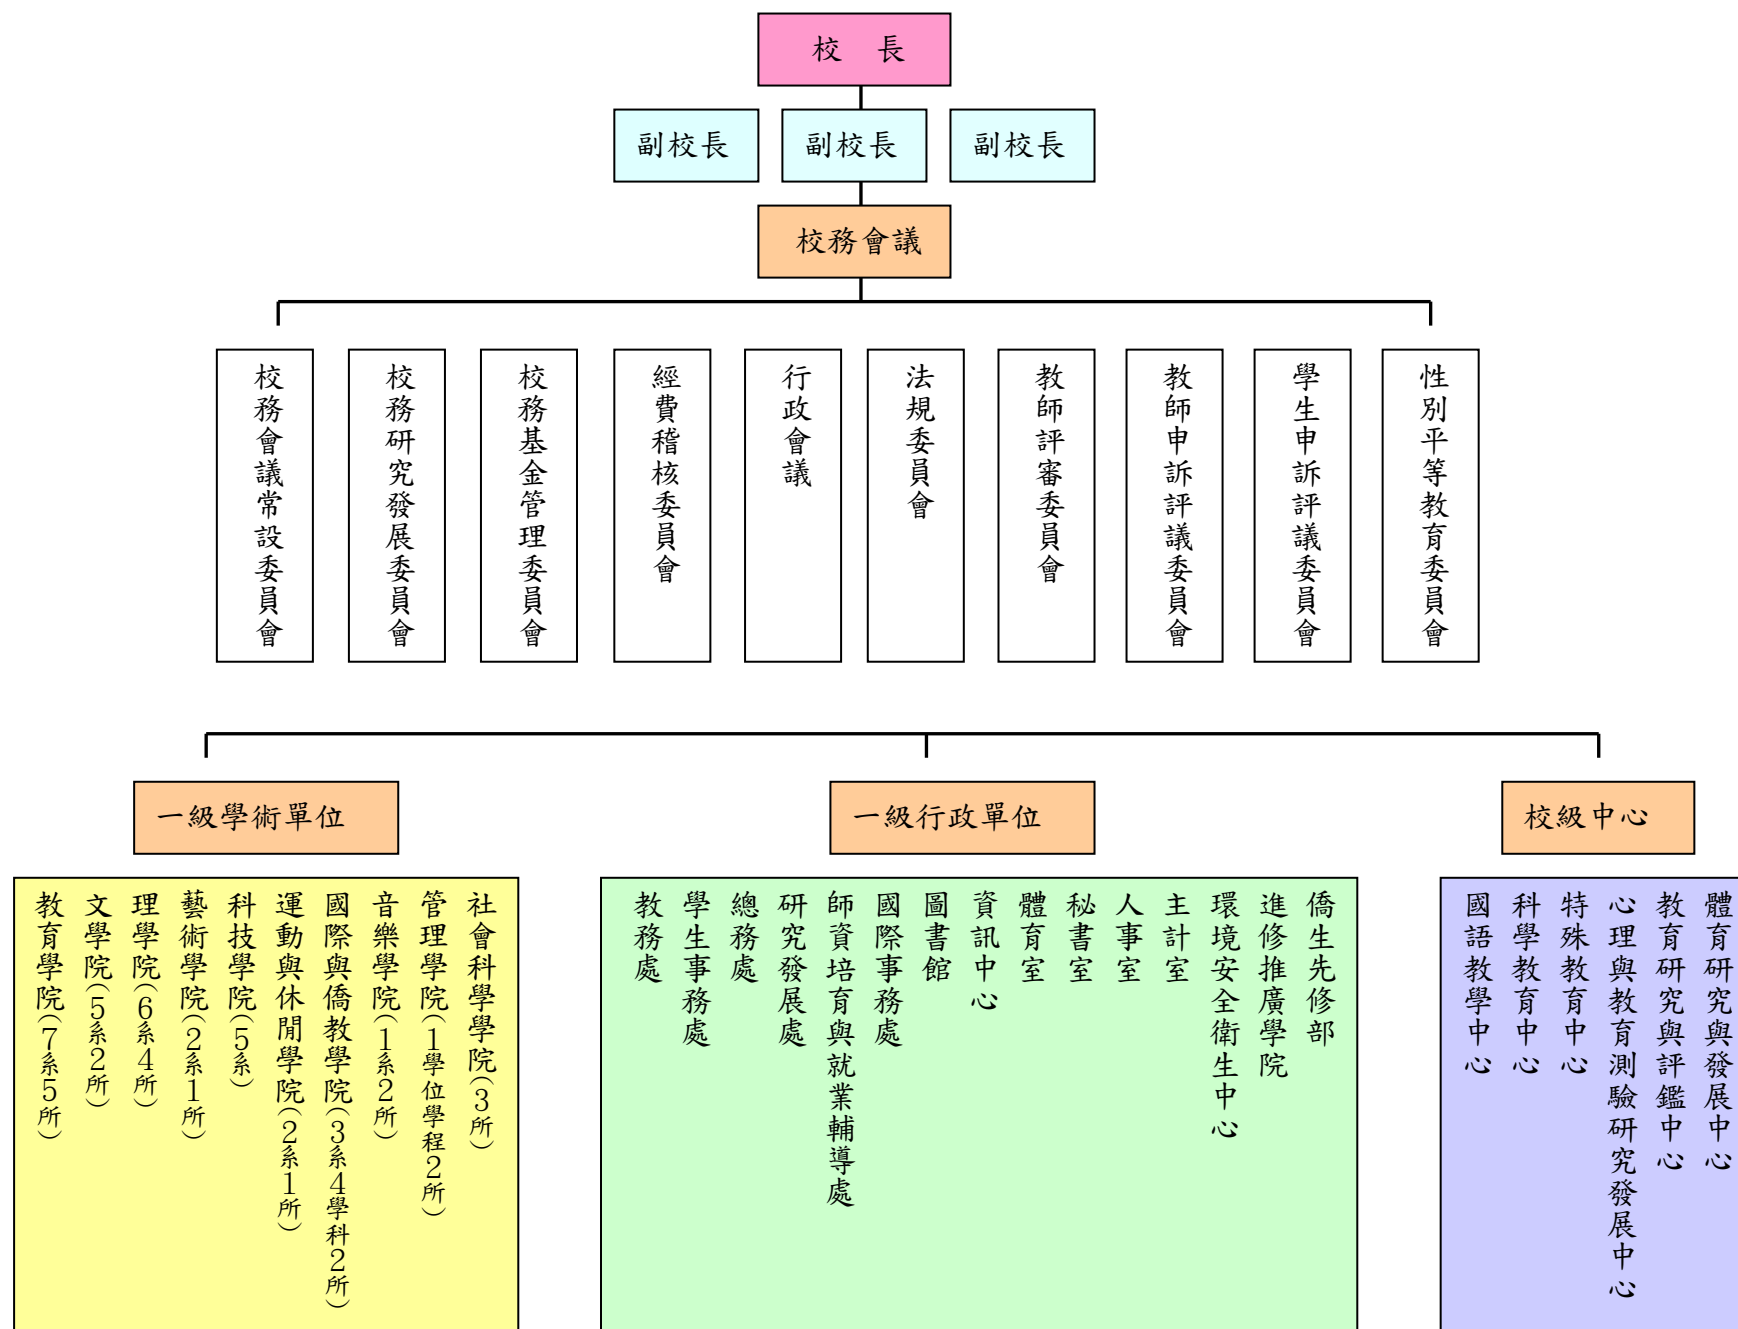 校 長
副校長
副校長
副校長
校務會議
校務會議常設委員會
校務研究發展委員會
校務基金管理委員會
經費稽核委員會
行政會議
法規委員會
教師評審委員會
教師申訴評議委員會
學生申訴評議委員會
性別平等教育委員會
一級學術單位
教育學院(7系5所)
文學院(5系2所)
理學院(6系4所)
藝術學院(2系1所)
科技學院(5系)
運動與休閒學院(2系1所)
國際與僑教學院(3系4學科2所)
音樂學院(1系2所)
管理學院(1學位學程2所)
社會科學學院(3所)
一級行政單位
教務處
學生事務處
總務處
研究發展處
師資培育與就業輔導處
國際事務處
圖書館
資訊中心
體育室
秘書室
人事室
主計室
環境安全衛生中心
進修推廣學院
僑生先修部
校級中心
國語教學中心
科學教育中心
特殊教育中心
心理與教育測驗研究發展中心
教育研究與評鑑中心
體育研究與發展中心